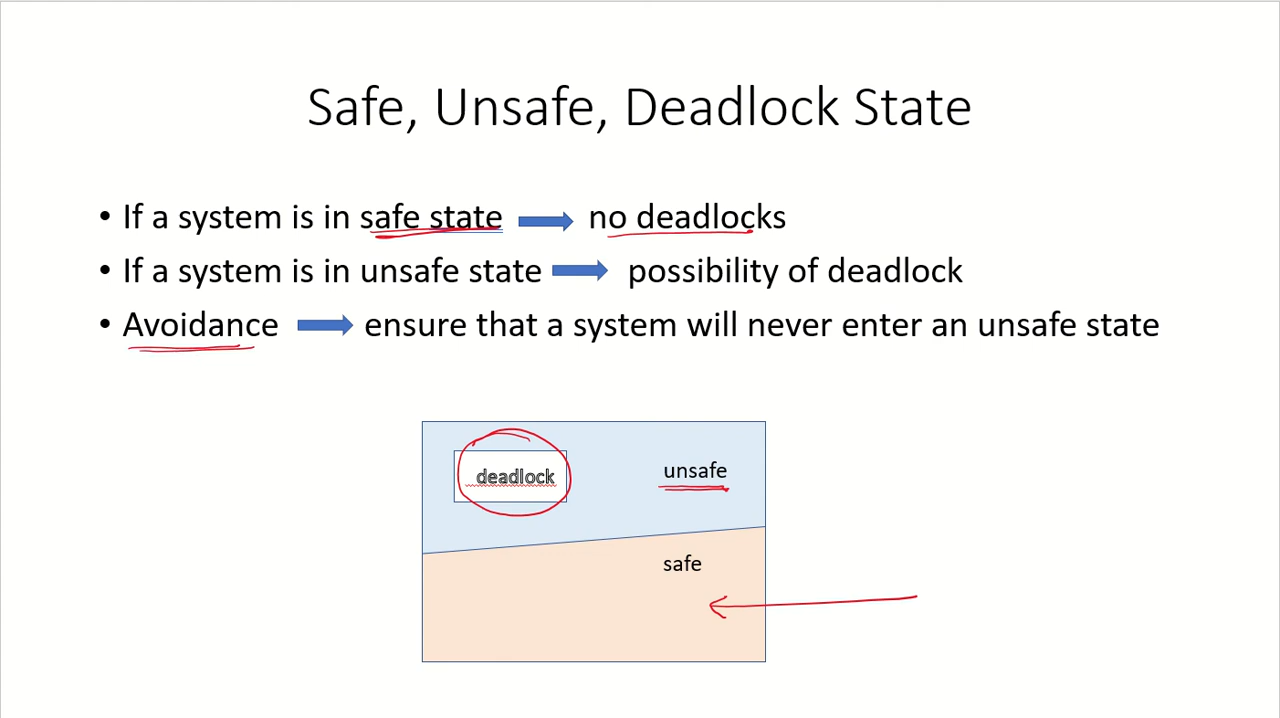 Safe, Unsafe, Deadlock State
• If a system is in safe state no deadlocks
• If a system is in unsafe state possibility of deadlock
• Avoidance ensure that a system will never enter an unsafe state
deadlock
unsafe
safe